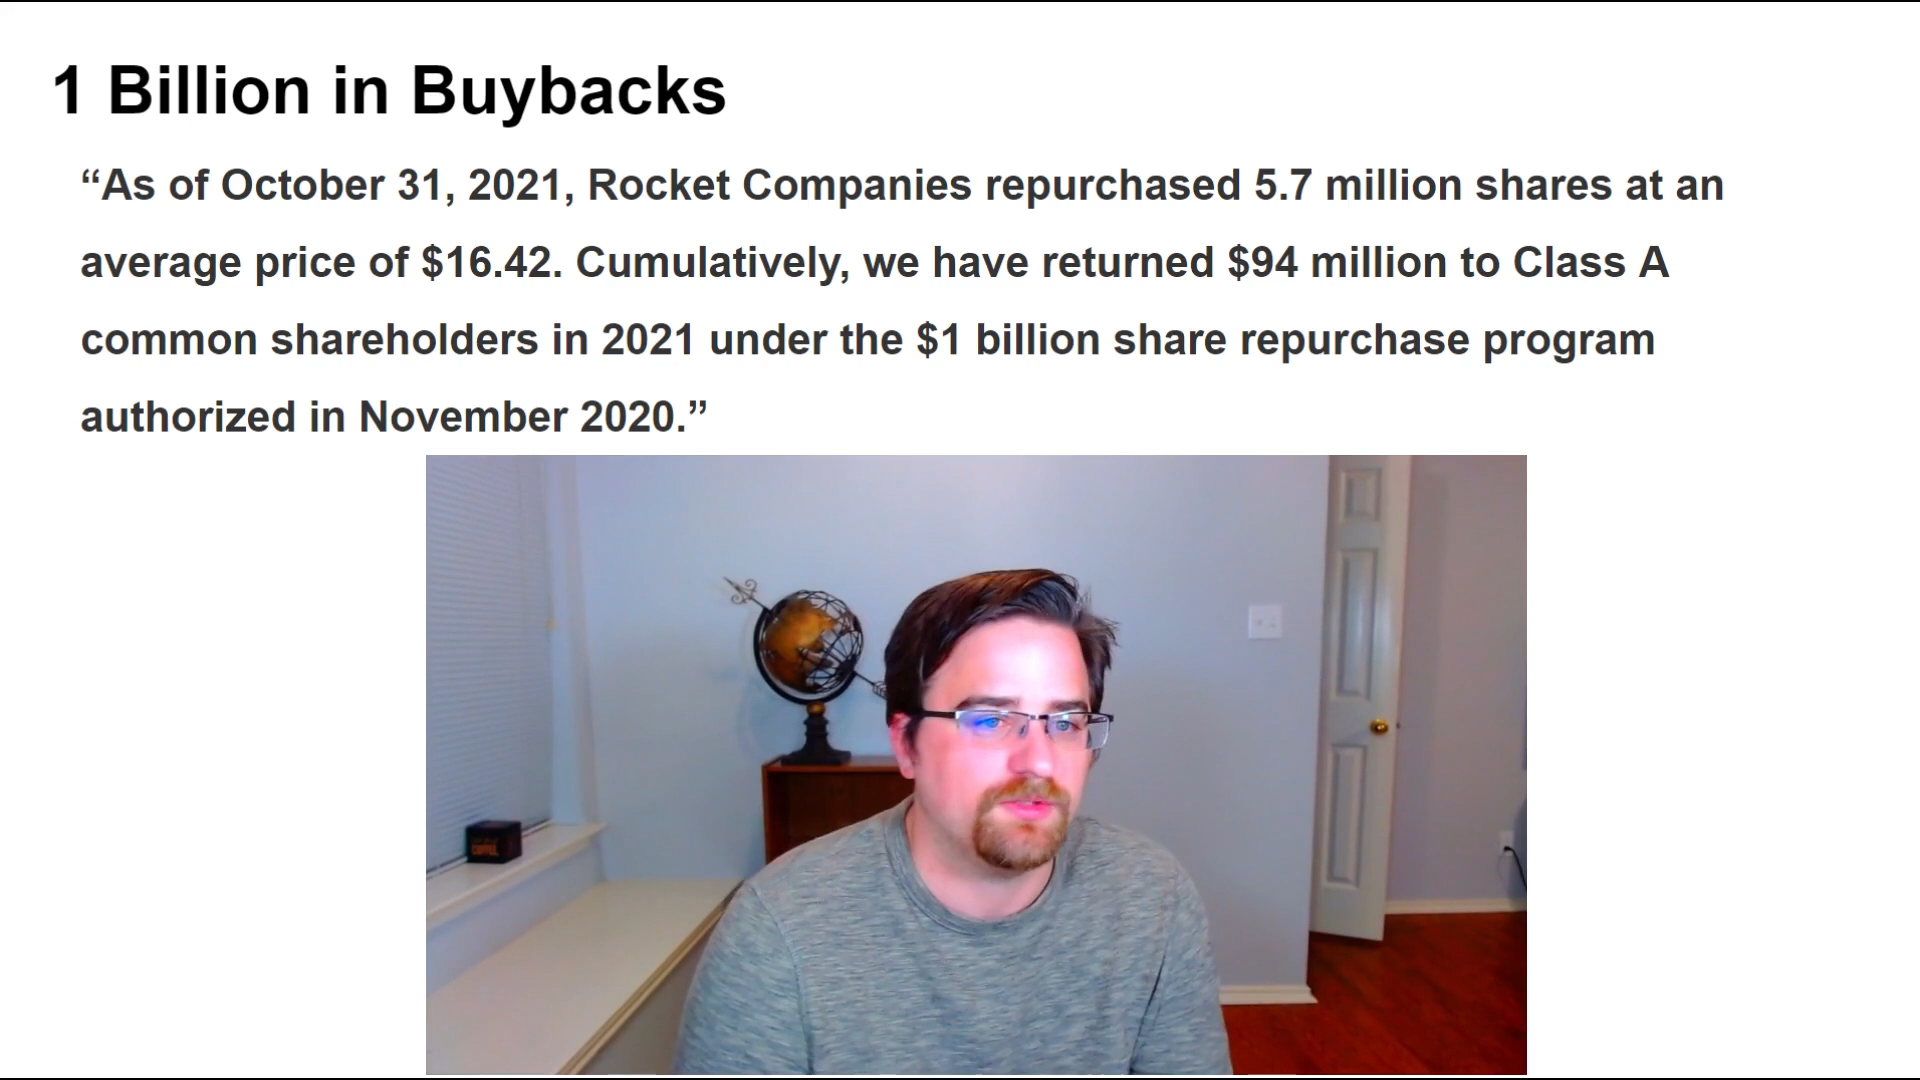 1 Billion in Buybacks
“As of October 31, 2021, Rocket Companies repurchased 5.7 million shares at an
average price of $16.42. Cumulatively, we have returned $94 million to Class A
common shareholders in 2021 under the $1 billion share repurchase program
authorized in November 2020.”
COFFEE